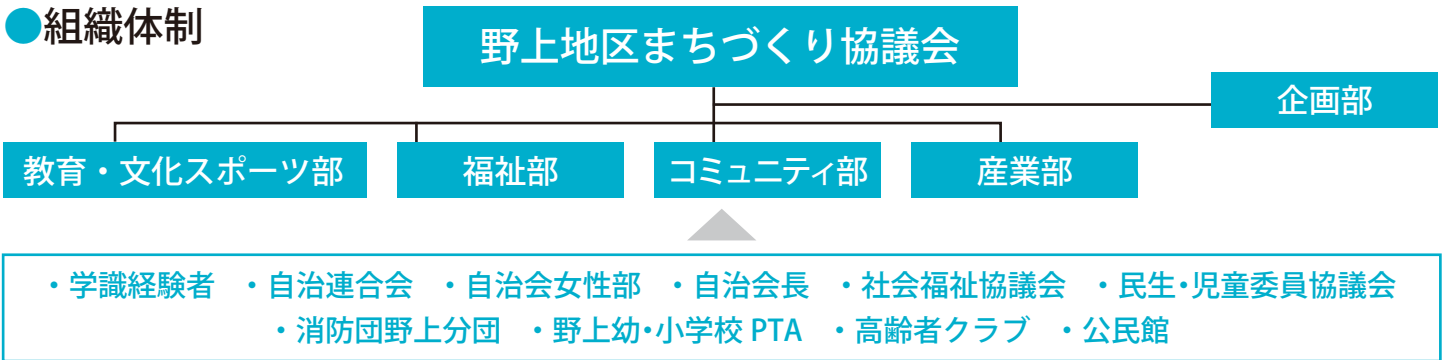 ●組織体制
野上地区まちづくり協議会
企画部
教育・文化スポーツ部
福祉部
コミュニティ部
産業部
・学識経験者 ・自治連合会 ・自治会女性部 ・自治会長 ・社会福祉協議会 ・民生・児童委員協議会
・消防団野上分団 ・野上幼・小学校 PTA ・高齢者クラブ ・公民館